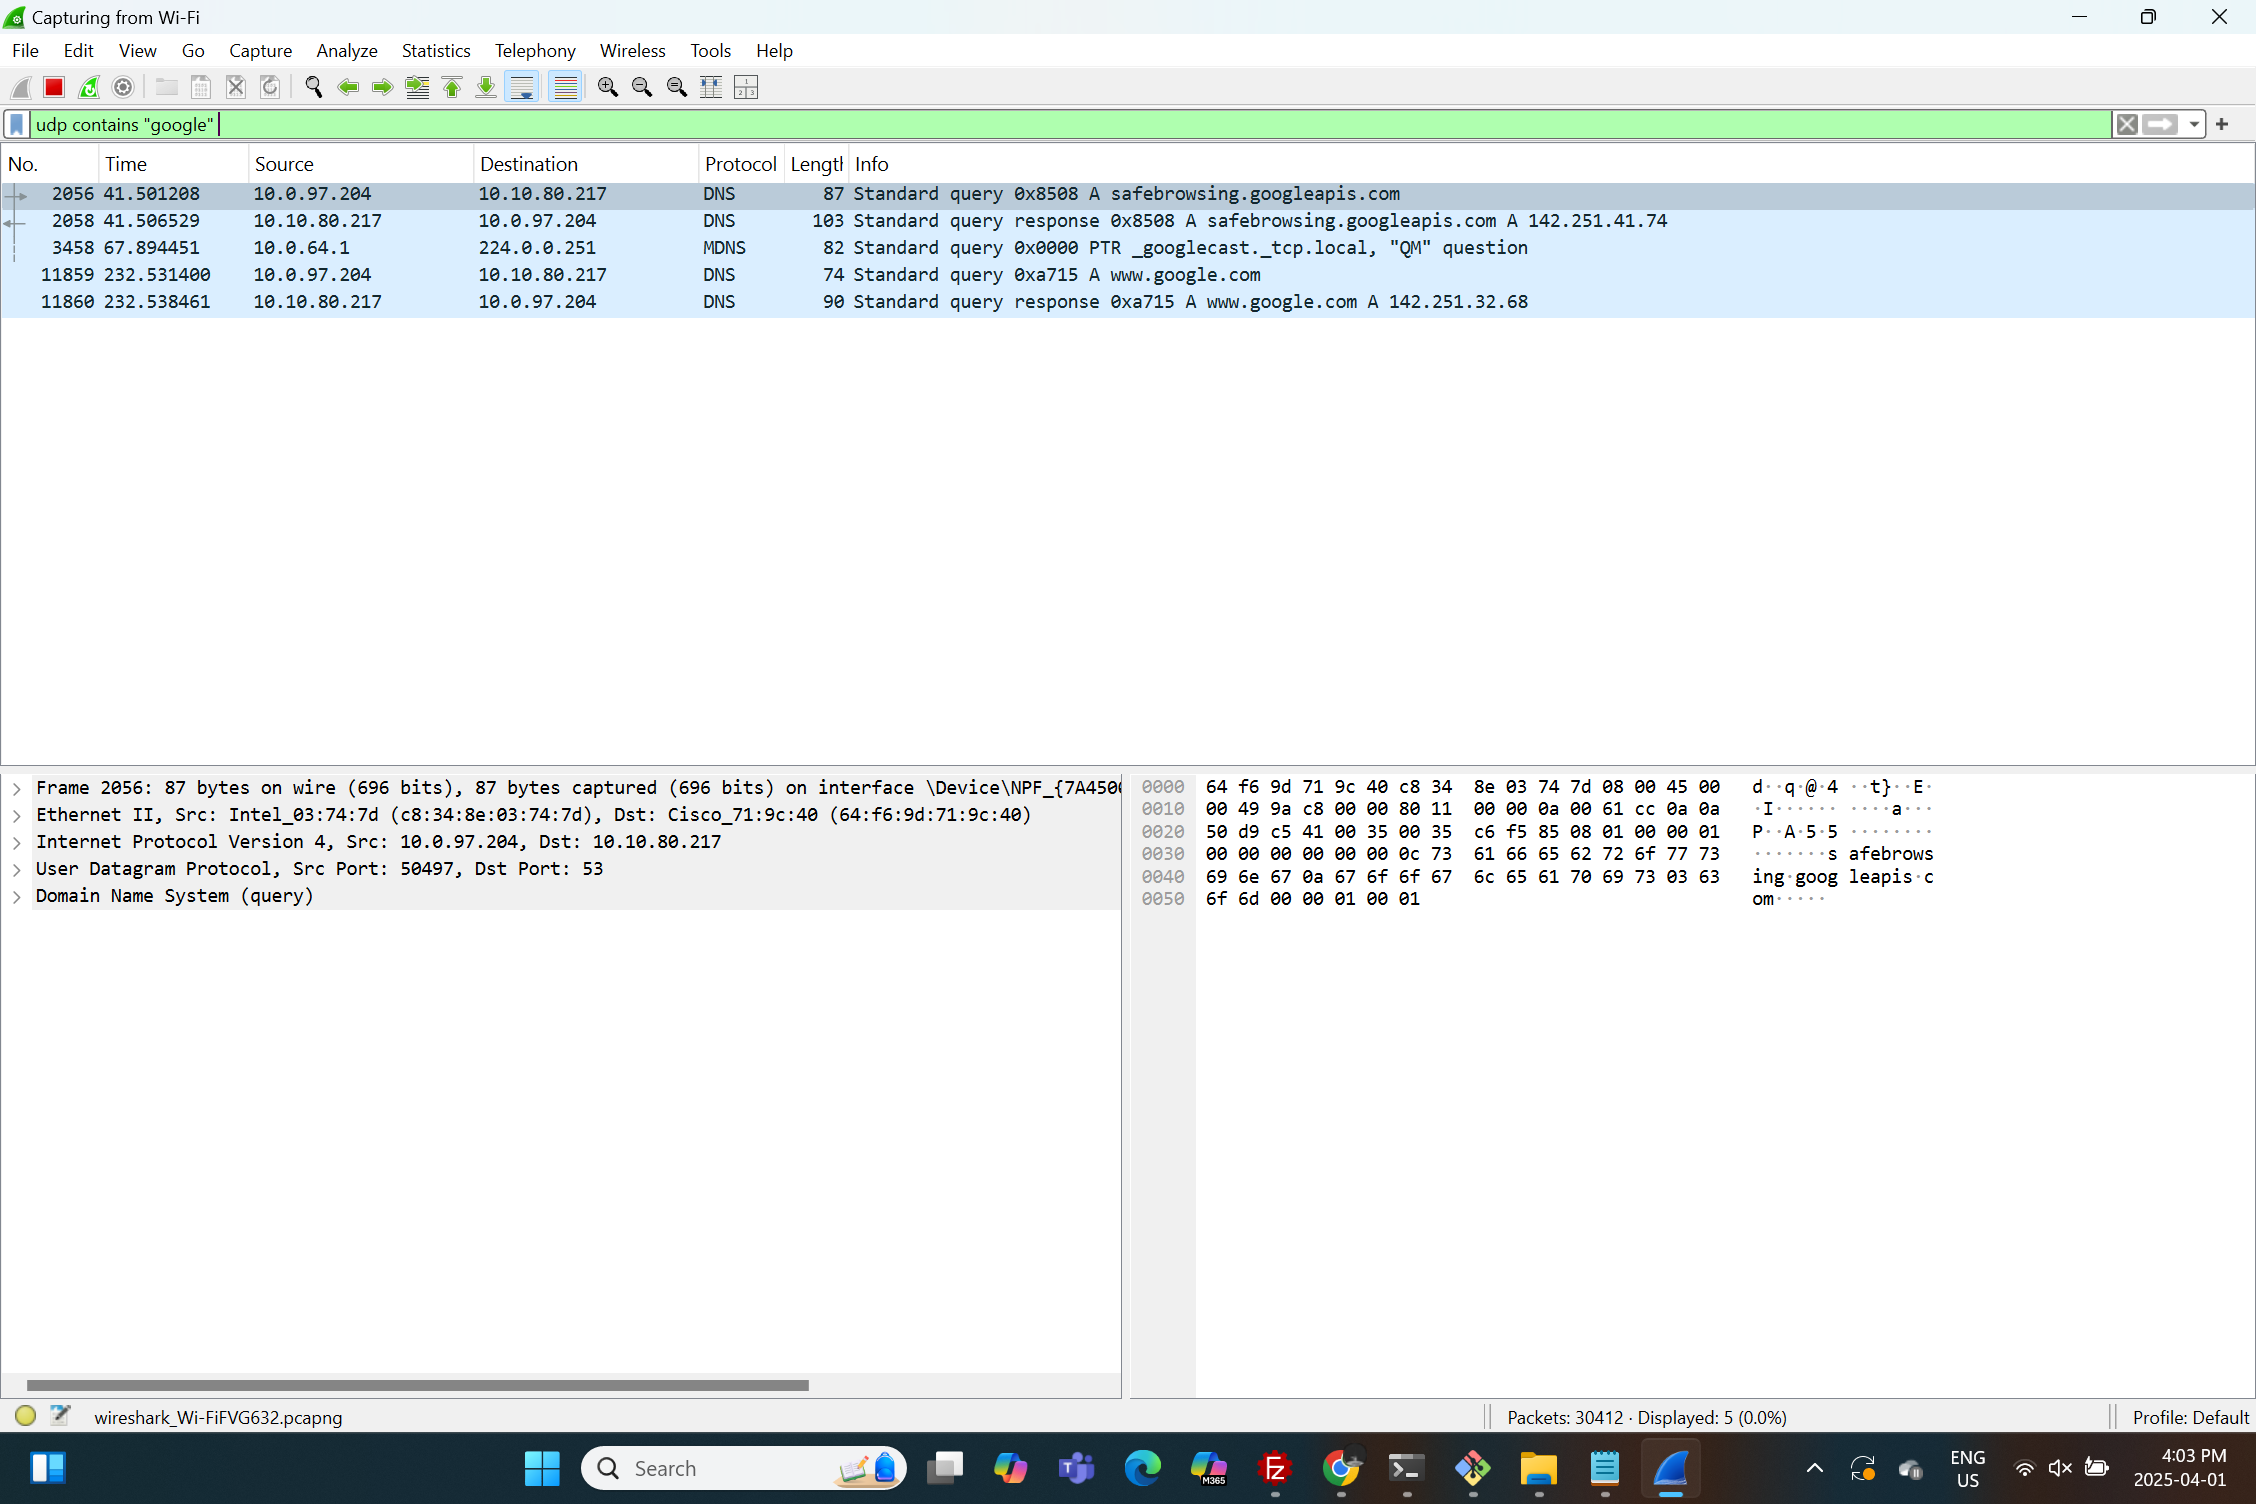 Capturing from Wi-Fi
File Edit View Go Capture Analyze Statistics Telephony Wireless Tools Help
udp contains "google"
No. Time Source Destination Protocol Lengtl Info
2056 41.501208 10.0.97.204 10.10.80.217 DNS 87 Standard query 0x8508 A safebrowsing.googleapis.com
2058 41.506529 10.10.80.217 10.0.97.204 DNS 103 Standard query response 0x8508 A safebrowsing.googleapis.com A 142.251.41.74
3458 67.894451 10.0.64.1 224.0.0.251 MDNS 82 Standard query 0x0000 PTR _googlecast._tcp.local, "QM" question
11859 232.531400 10.0.97.204 10.10.80.217 DNS 74 Standard query 0xa715 A www.google.com
11860 232.538461 10.10.80.217 10.0.97.204 DNS 90 Standard query response 0xa715 A www.google.com A 142.251.32.68
Frame 2056: 87 bytes on wire (696 bits), 87 bytes captured (696 bits) on interface \Device\NPF_{7A450
Ethernet II, Src: Intel_03:74:7d (c8:34:8e:03:74:7d), Dst: Cisco_71:9c:40 (64:f6:9d:71:9c:40)
Internet Protocol Version 4, Src: 10.0.97.204, Dst: 10.10.80.217
User Datagram Protocol, Src Port: 50497, Dst Port: 53
Domain Name System (query)
0000 64 f6 9d 71 9c 40 c8 34 8e 03 74 7d 08 00 45 00 d··q·@·4 ··t}··E·
0010 00 49 9a c8 00 00 80 11 00 00 0a 00 61 cc 0a 0a ·I······ ····a···
0020 50 d9 c5 41 00 35 00 35 c6 f5 85 08 01 00 00 01 P··A·5·5 ········
0030 00 00 00 00 00 00 0c 73 61 66 65 62 72 6f 77 73 ·······s afebrows
0040 69 6e 67 0a 67 6f 6f 67 6c 65 61 70 69 73 03 63 ing·goog leapis·c
0050 6f 6d 00 00 01 00 01 om·····
wireshark_Wi-FiFVG632.pcapng
Packets: 30412 · Displayed: 5 (0.0%)
Profile: Default
Search
M365
ENG
US
4:03 PM
2025-04-01